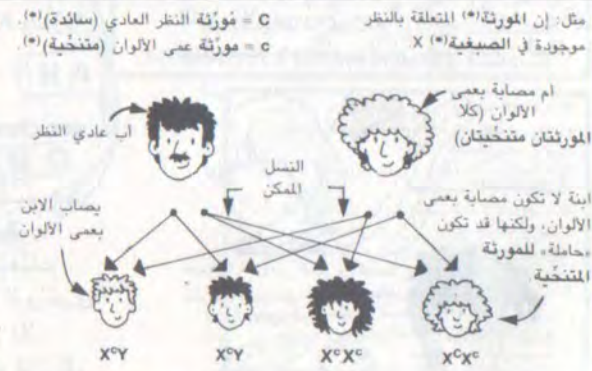 مثل: إن المورثة(*) المتعلقة بالنظر
موجودة في الصبغية(*) X
C = مُورّثة النظر العادي (سائدة)(*).
c = مورّثة عمى الألوان (متنحّية)(*).
أم مصابة بعمى
الألوان (كلا
المورثتان متنحّيتان)
أب عادي النظر
النسل
الممكن
ابنة لا تكون مصابة بعمى
الألوان، ولكنها قد تكون
«حاملة» للمورثة
المتنحّية
يصاب الابن
بعمى الألوان
XᶜY
XᶜY
XᶜXᶜ
XᶜXᶜ